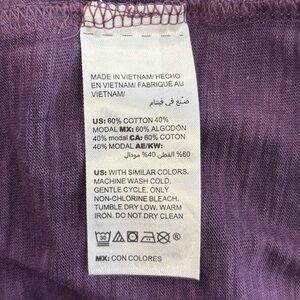 MADE IN VIETNAM/ HECHO
EN VIETNAM/ FABRIQUÉ AU
VIETNAM/
صنع في فيتنام
US: 60% COTTON 40%
MODAL MX: 60% ALGODÓN
40% MODAL CA: 60% COTON
40% MODAL AE/KW:
60% القطن 40% مودال
US: WITH SIMILAR COLORS.
MACHINE WASH COLD,
GENTLE CYCLE. ONLY
NON-CHLORINE BLEACH.
TUMBLE DRY LOW. WARM
IRON. DO NOT DRY CLEAN
30
MX: CON COLORES